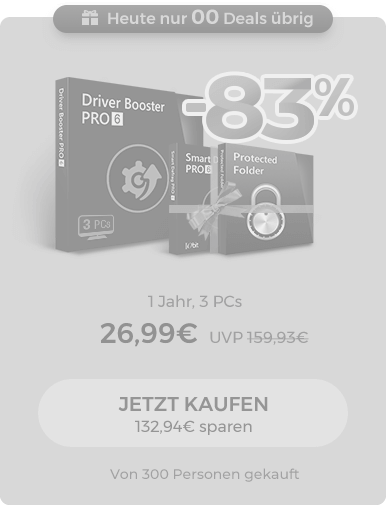 Heute nur 00 Deals übrig
-83%
Driver Booster
PRO 6
Driver Booster PRO 6
3 PCs
Smart D
PRO
Protected
Folder
1 Jahr, 3 PCs
26,99€ UVP 159,93€
JETZT KAUFEN
132,94€ sparen
Von 300 Personen gekauft